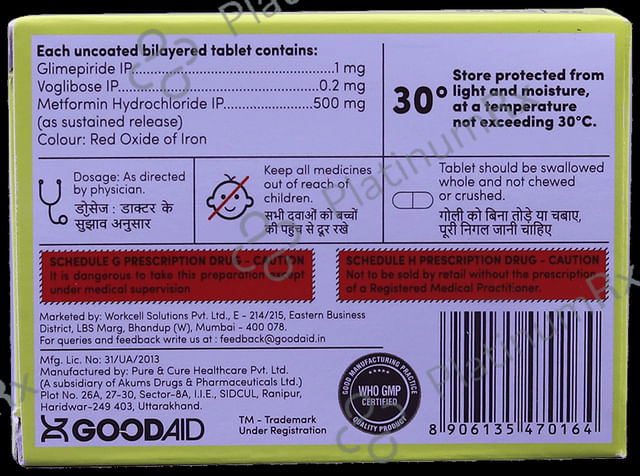 Each uncoated bilayered tablet contains:
Glimepiride IP....................................................1 mg
Voglibose IP.....................................................0.2 mg
Metformin Hydrochloride IP.......................500 mg
(as sustained release)
Colour: Red Oxide of Iron
30°
Store protected from
light and moisture,
at a temperature
not exceeding 30°C.
Dosage: As directed
by physician.
डोसेज : डाक्टर के
सुझाव अनुसार
Keep all medicines
out of reach of
children.
सभी दवाओं को बच्चों
की पहुंच से दूर रखे
Tablet should be swallowed
whole and not chewed
or crushed.
गोली को बिना तोड़े या चबाए,
पूरी निगल जानी चाहिए
SCHEDULE G PRESCRIPTION DRUG - CAUTION
It is dangerous to take this preparation except
under medical supervision
SCHEDULE H PRESCRIPTION DRUG - CAUTION
Not to be sold by retail without the prescription
of a Registered Medical Practitioner.
Marketed by: Workcell Solutions Pvt. Ltd., E - 214/215, Eastern Business
District, LBS Marg, Bhandup (W), Mumbai - 400 078.
For queries and feedback write us at : feedback@goodaid.in
Mfg. Lic. No: 31/UA/2013
Manufactured by: Pure & Cure Healthcare Pvt. Ltd.
(A subsidiary of Akums Drugs & Pharmaceuticals Ltd.)
Plot No. 26A, 27-30, Sector-8A, I.I.E., SIDCUL, Ranipur,
Haridwar-249 403, Uttarakhand.
GOODAID
TM - Trademark
Under Registration
GOOD MANUFACTURING PRACTICE
WHO GMP
CERTIFIED
QUALITY PRODUCT
8 906135 470164
PlatinumRx
PlatinumRx
PlatinumRx
Rx